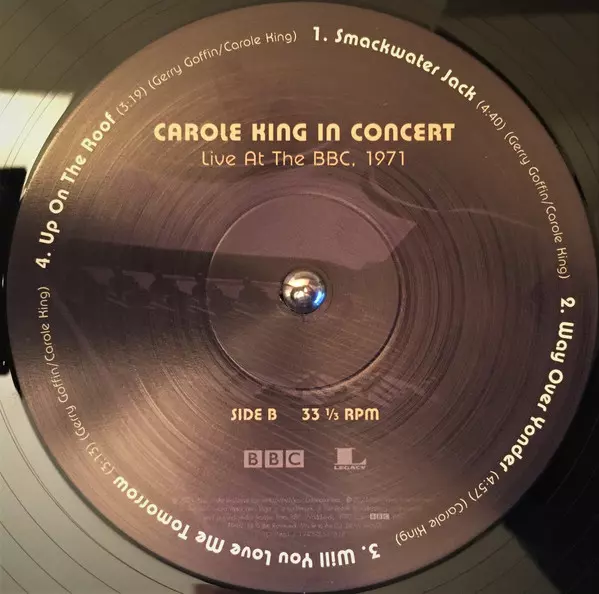 CAROLE KING IN CONCERT
Live At The BBC, 1971
1. Smackwater Jack (4:40) (Gerry Goffin/Carole King)
2. Way Over Yonder (4:57) (Carole King)
3. Will You Love Me Tomorrow (3:13) (Gerry Goffin/Carole King)
4. Up On The Roof (3:19) (Gerry Goffin/Carole King)
SIDE B 33 ⅓ RPM
BBC
L
LEGACY
BBC